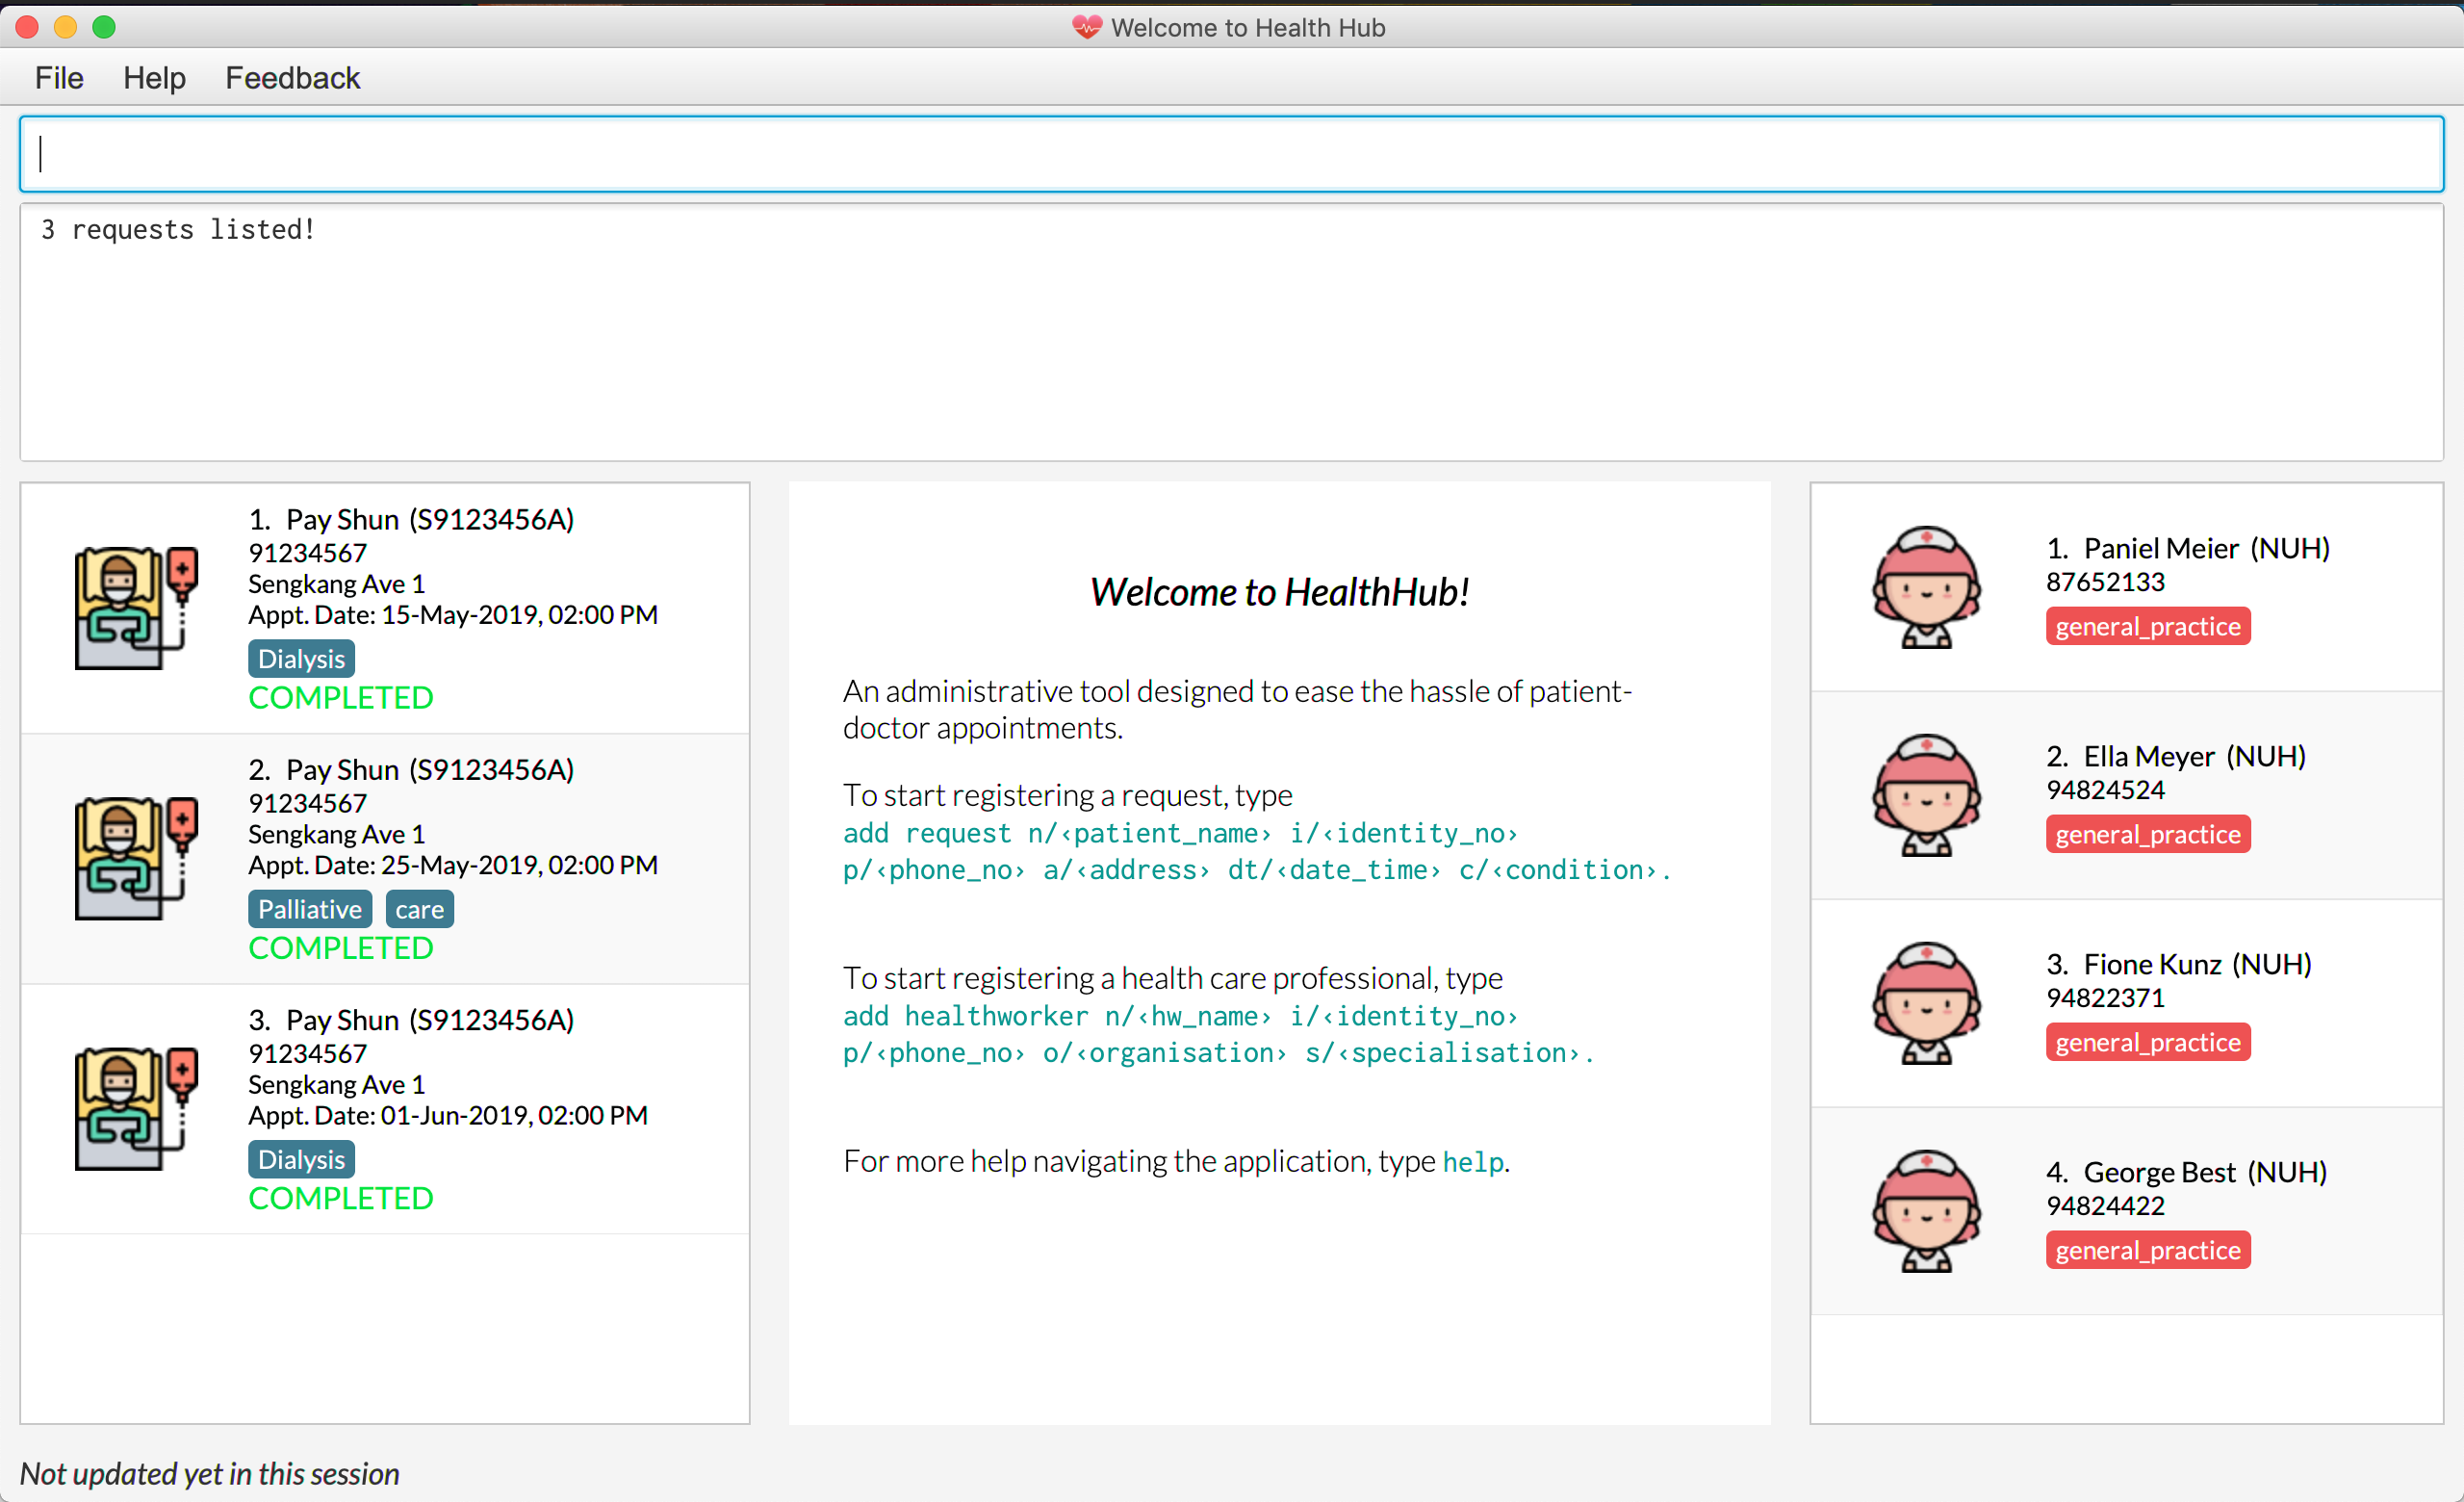 Welcome to Health Hub
File Help Feedback
3 requests listed!
1. Pay Shun (S9123456A)
91234567
Sengkang Ave 1
Appt. Date: 15-May-2019, 02:00 PM
Dialysis
COMPLETED
2. Pay Shun (S9123456A)
91234567
Sengkang Ave 1
Appt. Date: 25-May-2019, 02:00 PM
Palliative care
COMPLETED
3. Pay Shun (S9123456A)
91234567
Sengkang Ave 1
Appt. Date: 01-Jun-2019, 02:00 PM
Dialysis
COMPLETED
Welcome to HealthHub!
An administrative tool designed to ease the hassle of patient-
doctor appointments.
To start registering a request, type
add request n/‹patient_name› i/‹identity_no›
p/‹phone_no› a/‹address› dt/‹date_time› c/‹condition›.
To start registering a health care professional, type
add healthworker n/‹hw_name› i/‹identity_no›
p/‹phone_no› o/‹organisation› s/‹specialisation›.
For more help navigating the application, type help.
1. Paniel Meier (NUH)
87652133
general_practice
2. Ella Meyer (NUH)
94824524
general_practice
3. Fione Kunz (NUH)
94822371
general_practice
4. George Best (NUH)
94824422
general_practice
Not updated yet in this session